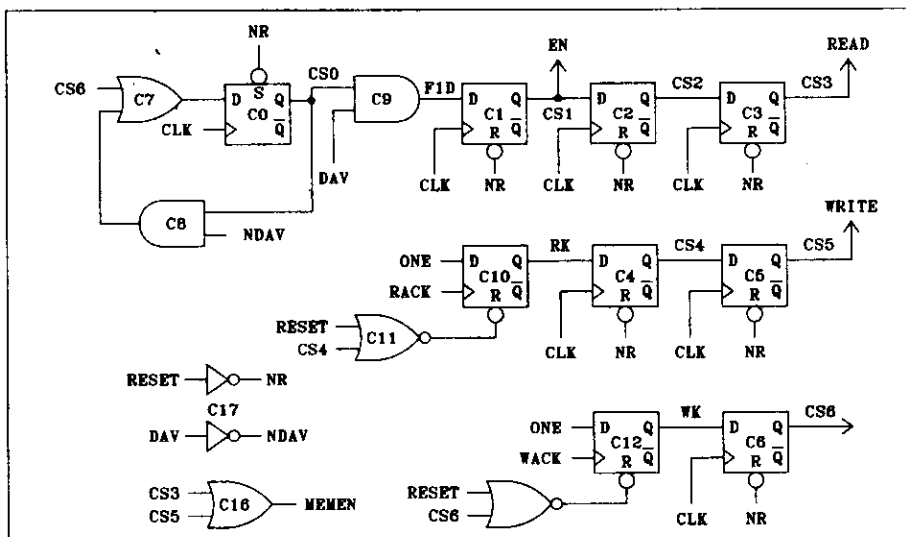 NR
EN
READ
CS6
C7
D S Q
C0
Q
CLK
CS0
C9
DAV
F1D
D Q
C1
R Q
CLK
NR
CS1
D Q
C2
R Q
CLK
NR
CS2
D Q
C3
R Q
CLK
NR
CS3
C8
NDAV
WRITE
ONE
RACK
D Q
C10
R Q
RK
D Q
C4
R Q
CLK
NR
CS4
D Q
C5
R Q
CLK
NR
CS5
RESET
CS4
C11
RESET
NR
C17
DAV
NDAV
ONE
WACK
D Q
C12
R Q
WK
D Q
C6
R Q
CLK
NR
CS6
RESET
CS6
CS3
CS5
C16
MEMEN